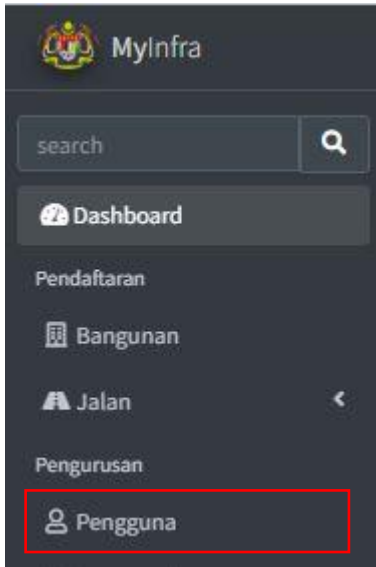 MyInfra
search
Dashboard
Pendaftaran
Bangunan
Jalan
Pengurusan
Pengguna